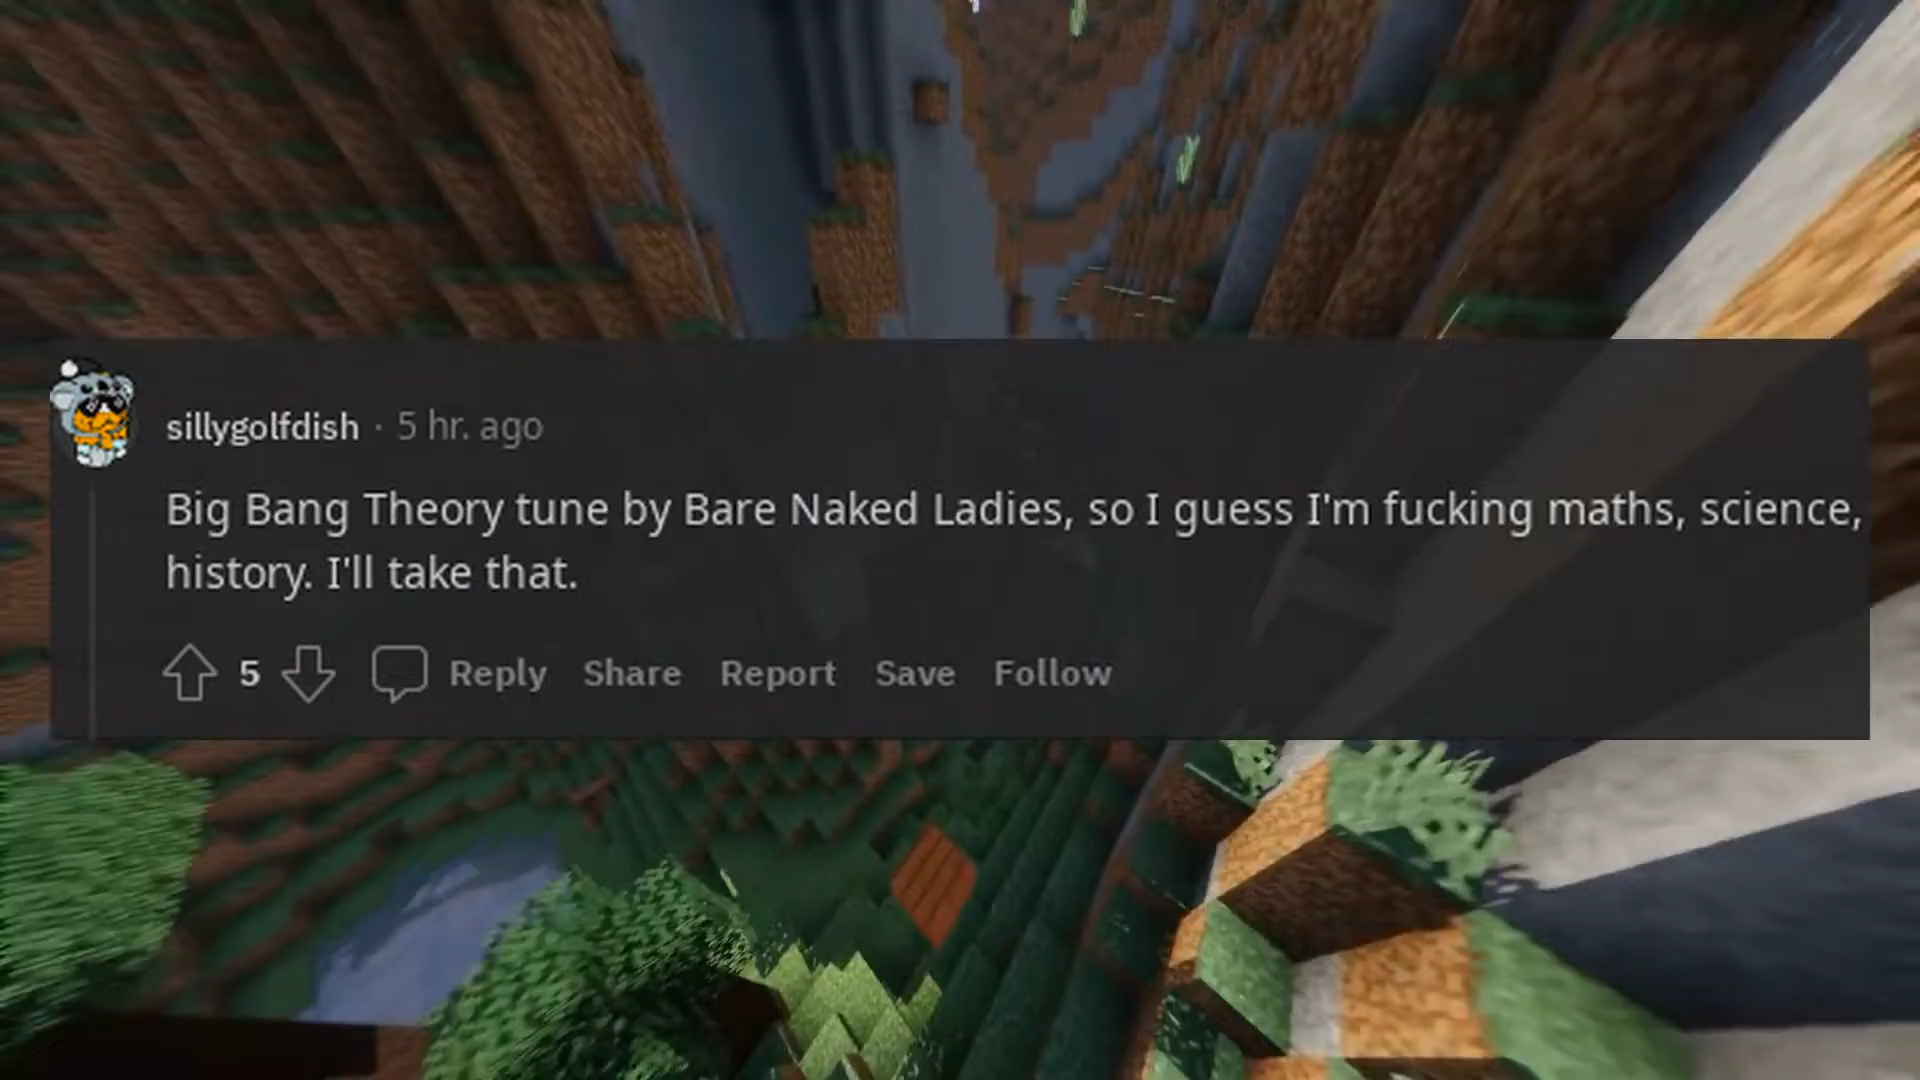 sillygolfdish · 5 hr. ago
Big Bang Theory tune by Bare Naked Ladies, so I guess I'm fucking maths, science,
history. I'll take that.
5 Reply Share Report Save Follow